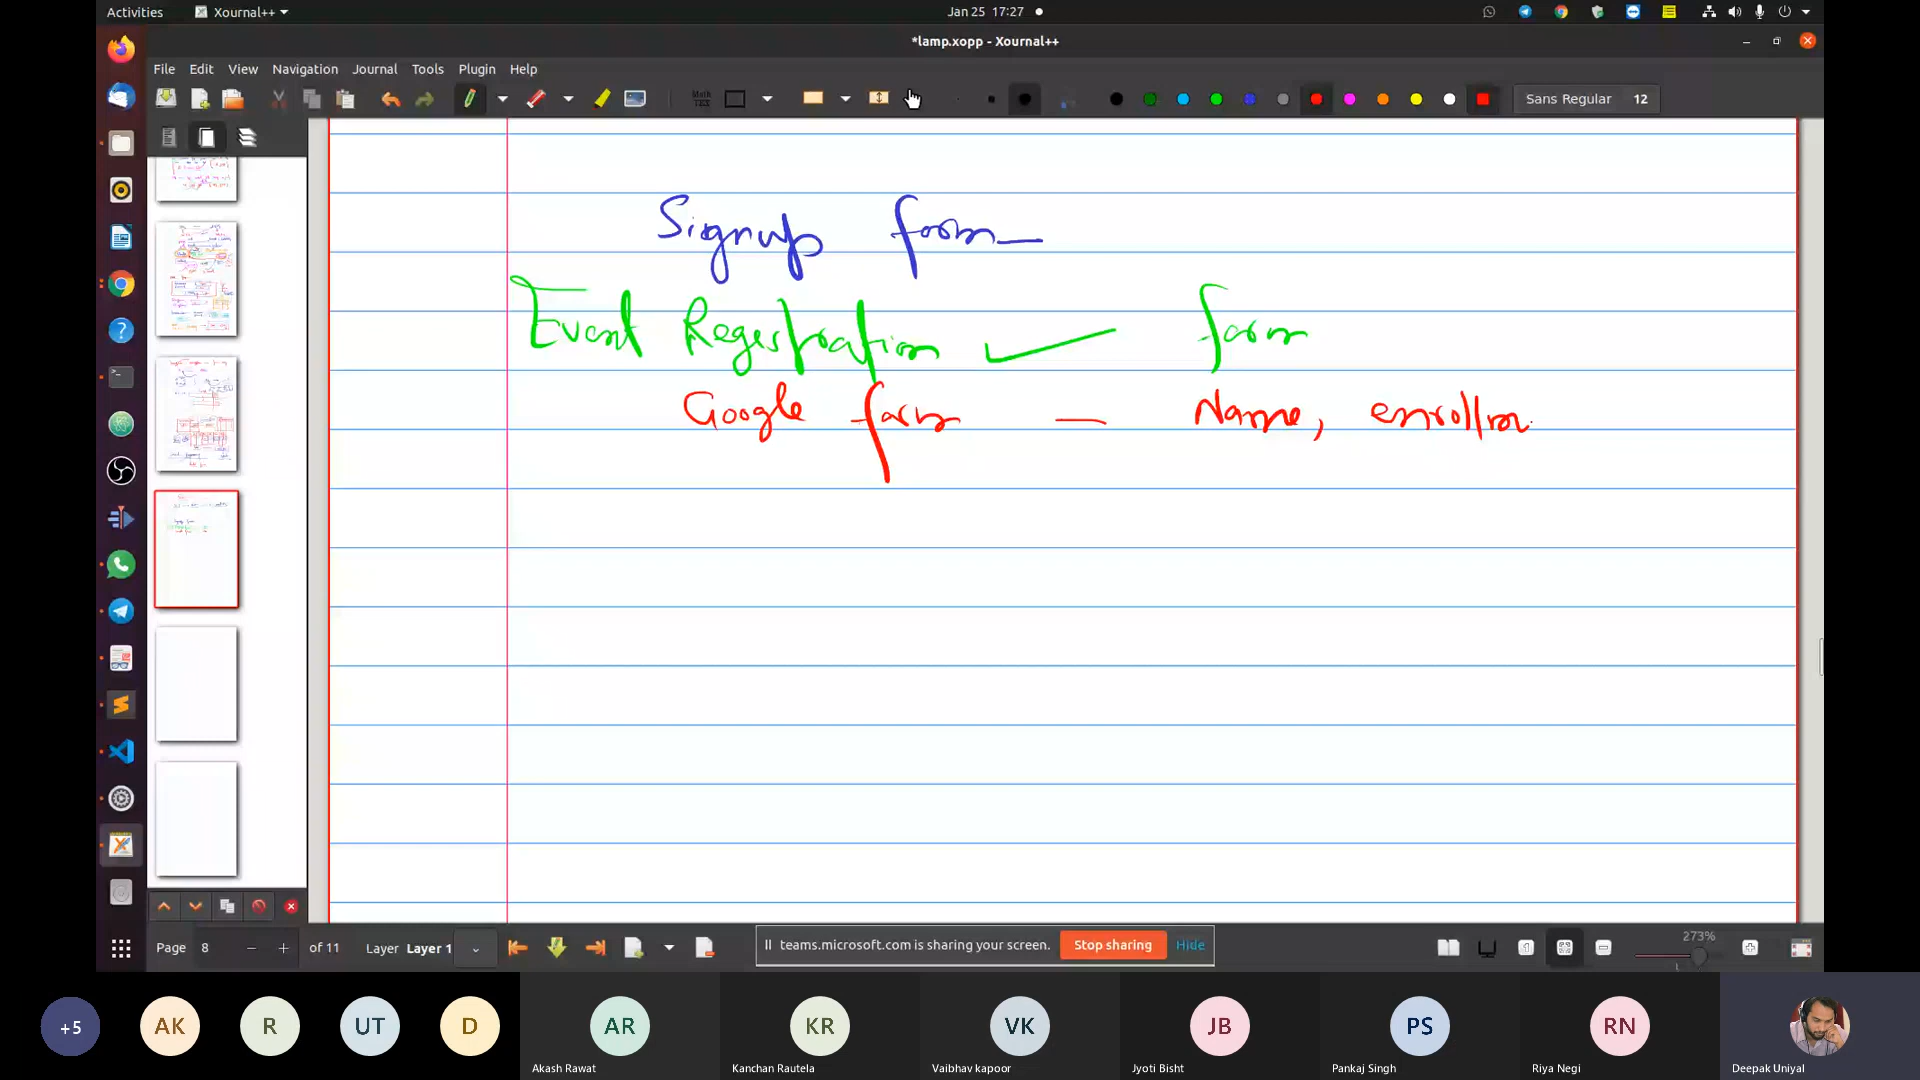 Activities Xournal++ Jan 25 17:27
*lamp.xopp - Xournal++
File Edit View Navigation Journal Tools Plugin Help
Sans Regular 12
Signup form
Event Registration form
Google form — Name, enrollm
Page 8 of 11 Layer Layer 1
teams.microsoft.com is sharing your screen. Stop sharing Hide
273%
+5 AK R UT D AR KR VK JB PS RN
Akash Rawat Kanchan Rautela Vaibhav kapoor Jyoti Bisht Pankaj Singh Riya Negi Deepak Uniyal